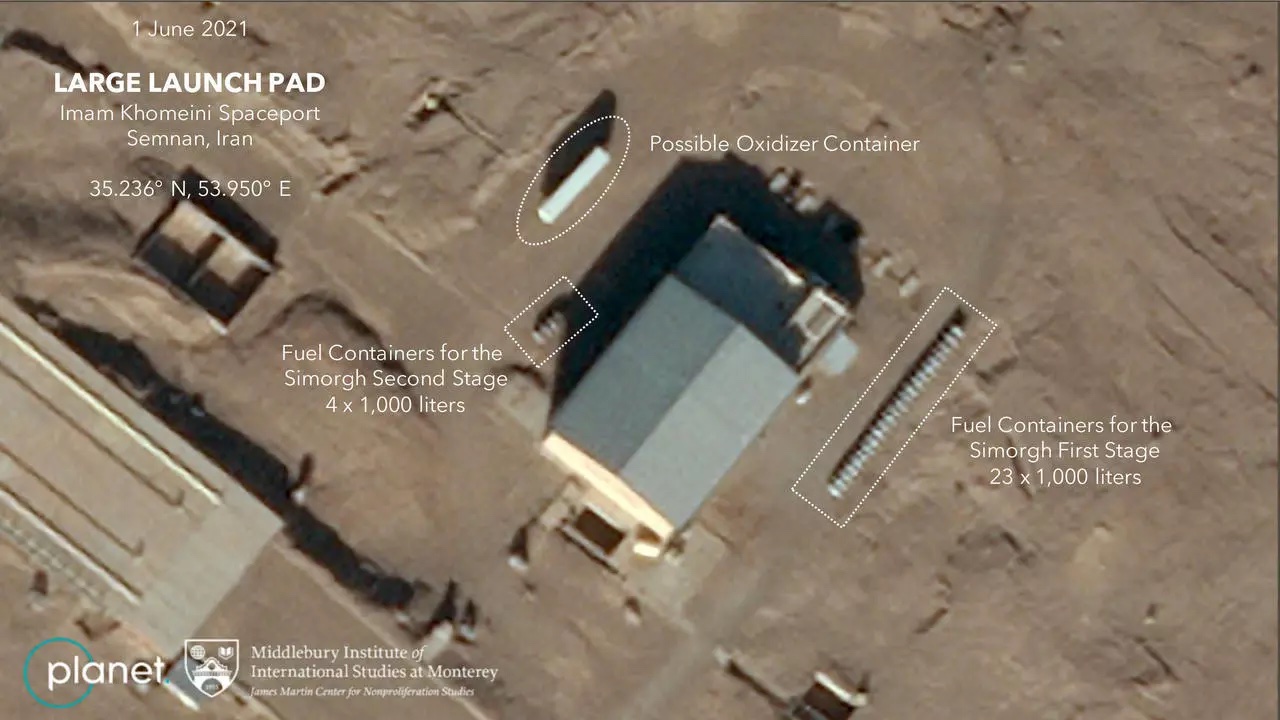 1 June 2021
LARGE LAUNCH PAD
Imam Khomeini Spaceport
Semnan, Iran
35.236° N, 53.950° E
Possible Oxidizer Container
Fuel Containers for the
Simorgh Second Stage
4 x 1,000 liters
Fuel Containers for the
Simorgh First Stage
23 x 1,000 liters
planet.
Middlebury Institute of
International Studies at Monterey
James Martin Center for Nonproliferation Studies